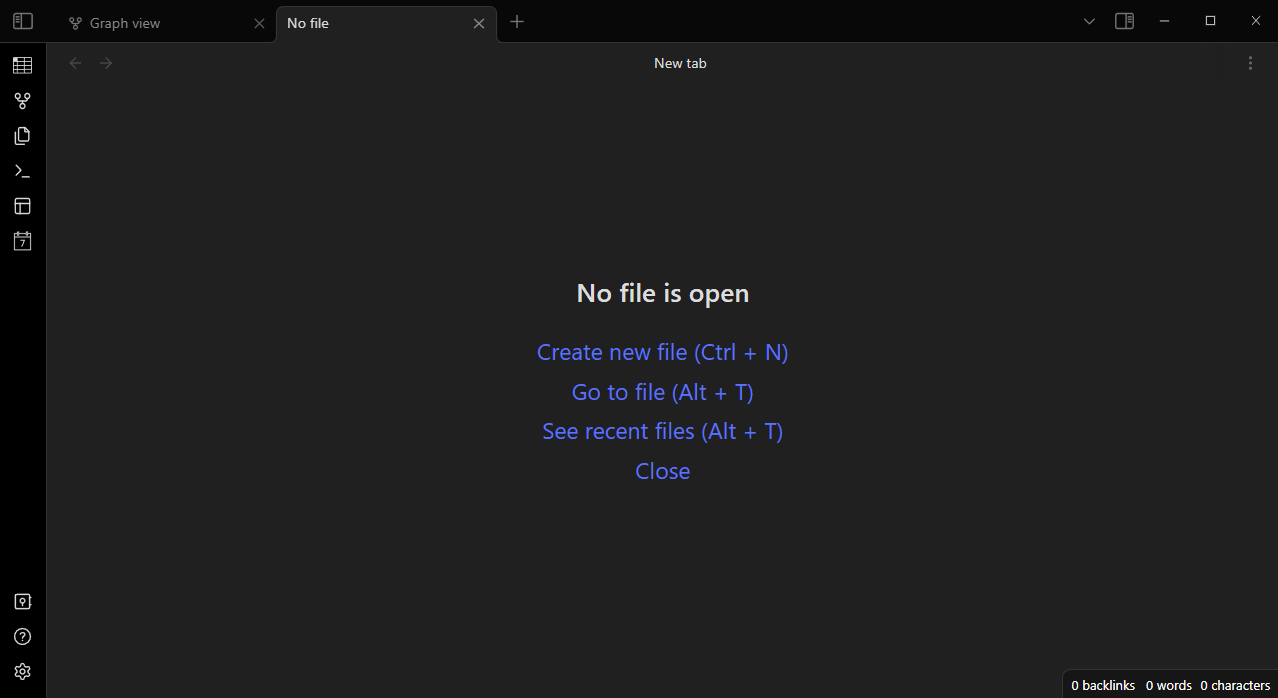 Graph view
No file
New tab
7
No file is open
Create new file (Ctrl + N)
Go to file (Alt + T)
See recent files (Alt + T)
Close
0 backlinks 0 words 0 characters